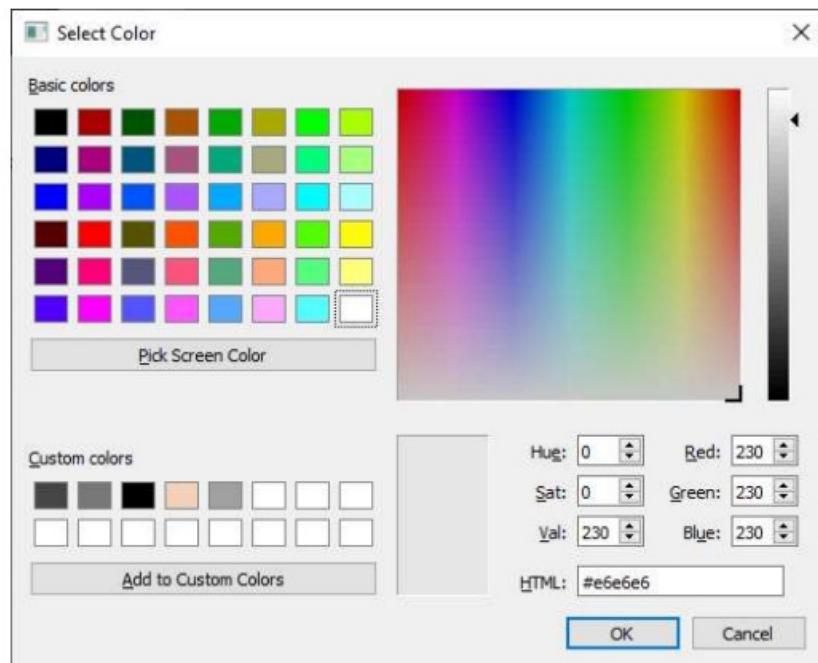 Select Color
Basic colors
Pick Screen Color
Custom colors
Add to Custom Colors
Hue: 0 Red: 230
Sat: 0 Green: 230
Val: 230 Blue: 230
HTML: #e6e6e6
OK Cancel